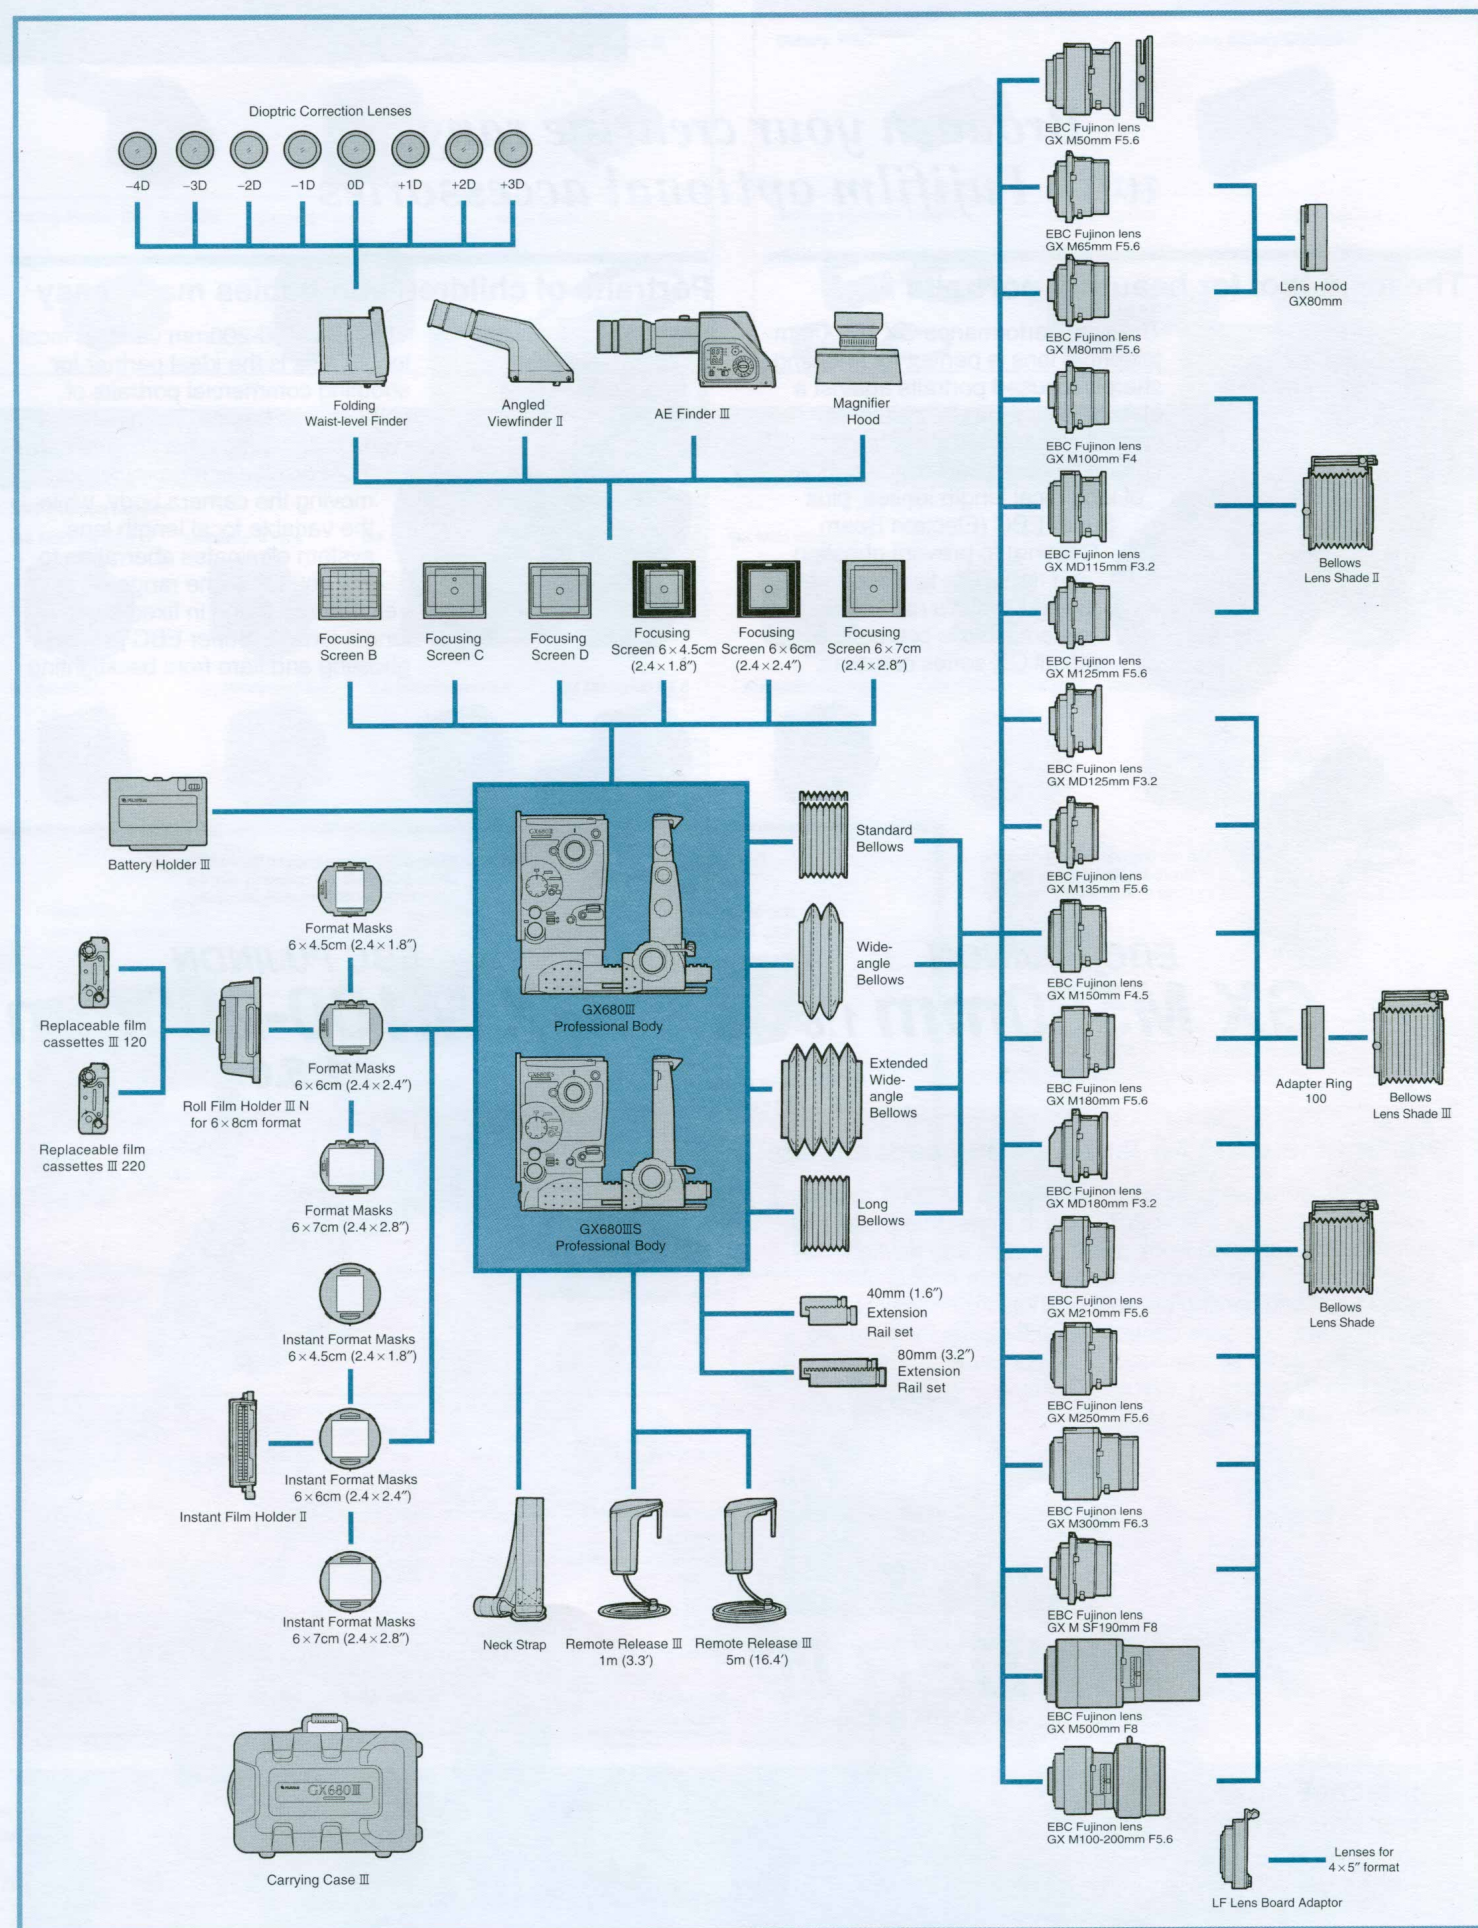 Dioptric Correction Lenses
−4D −3D −2D −1D 0D +1D +2D +3D
Folding
Waist-level Finder
Angled
Viewfinder Ⅱ
AE Finder Ⅲ
Magnifier
Hood
Focusing
Screen B
Focusing
Screen C
Focusing
Screen D
Focusing
Screen 6×4.5cm
(2.4×1.8″)
Focusing
Screen 6×6cm
(2.4×2.4″)
Focusing
Screen 6×7cm
(2.4×2.8″)
Battery Holder Ⅲ
Format Masks
6×4.5cm (2.4×1.8″)
Replaceable film
cassettes Ⅲ 120
Replaceable film
cassettes Ⅲ 220
Roll Film Holder Ⅲ N
for 6×8cm format
Format Masks
6×6cm (2.4×2.4″)
Format Masks
6×7cm (2.4×2.8″)
Instant Format Masks
6×4.5cm (2.4×1.8″)
Instant Film Holder Ⅱ
Instant Format Masks
6×6cm (2.4×2.4″)
Instant Format Masks
6×7cm (2.4×2.8″)
GX680Ⅲ
Carrying Case Ⅲ
GX680Ⅲ
GX680Ⅲ
Professional Body
GX680ⅢS
GX680ⅢS
Professional Body
Standard
Bellows
Wide-
angle
Bellows
Extended
Wide-
angle
Bellows
Long
Bellows
40mm (1.6″)
Extension
Rail set
80mm (3.2″)
Extension
Rail set
Neck Strap
Remote Release Ⅲ
1m (3.3′)
Remote Release Ⅲ
5m (16.4′)
EBC Fujinon lens
GX M50mm F5.6
EBC Fujinon lens
GX M65mm F5.6
EBC Fujinon lens
GX M80mm F5.6
EBC Fujinon lens
GX M100mm F4
EBC Fujinon lens
GX MD115mm F3.2
EBC Fujinon lens
GX M125mm F5.6
EBC Fujinon lens
GX MD125mm F3.2
EBC Fujinon lens
GX M135mm F5.6
EBC Fujinon lens
GX M150mm F4.5
EBC Fujinon lens
GX M180mm F5.6
EBC Fujinon lens
GX MD180mm F3.2
EBC Fujinon lens
GX M210mm F5.6
EBC Fujinon lens
GX M250mm F5.6
EBC Fujinon lens
GX M300mm F6.3
EBC Fujinon lens
GX M SF190mm F8
EBC Fujinon lens
GX M500mm F8
EBC Fujinon lens
GX M100-200mm F5.6
Lens Hood
GX80mm
Bellows
Lens Shade Ⅱ
Adapter Ring
100
Bellows
Lens Shade Ⅲ
Bellows
Lens Shade
LF Lens Board Adaptor
Lenses for
4×5″ format